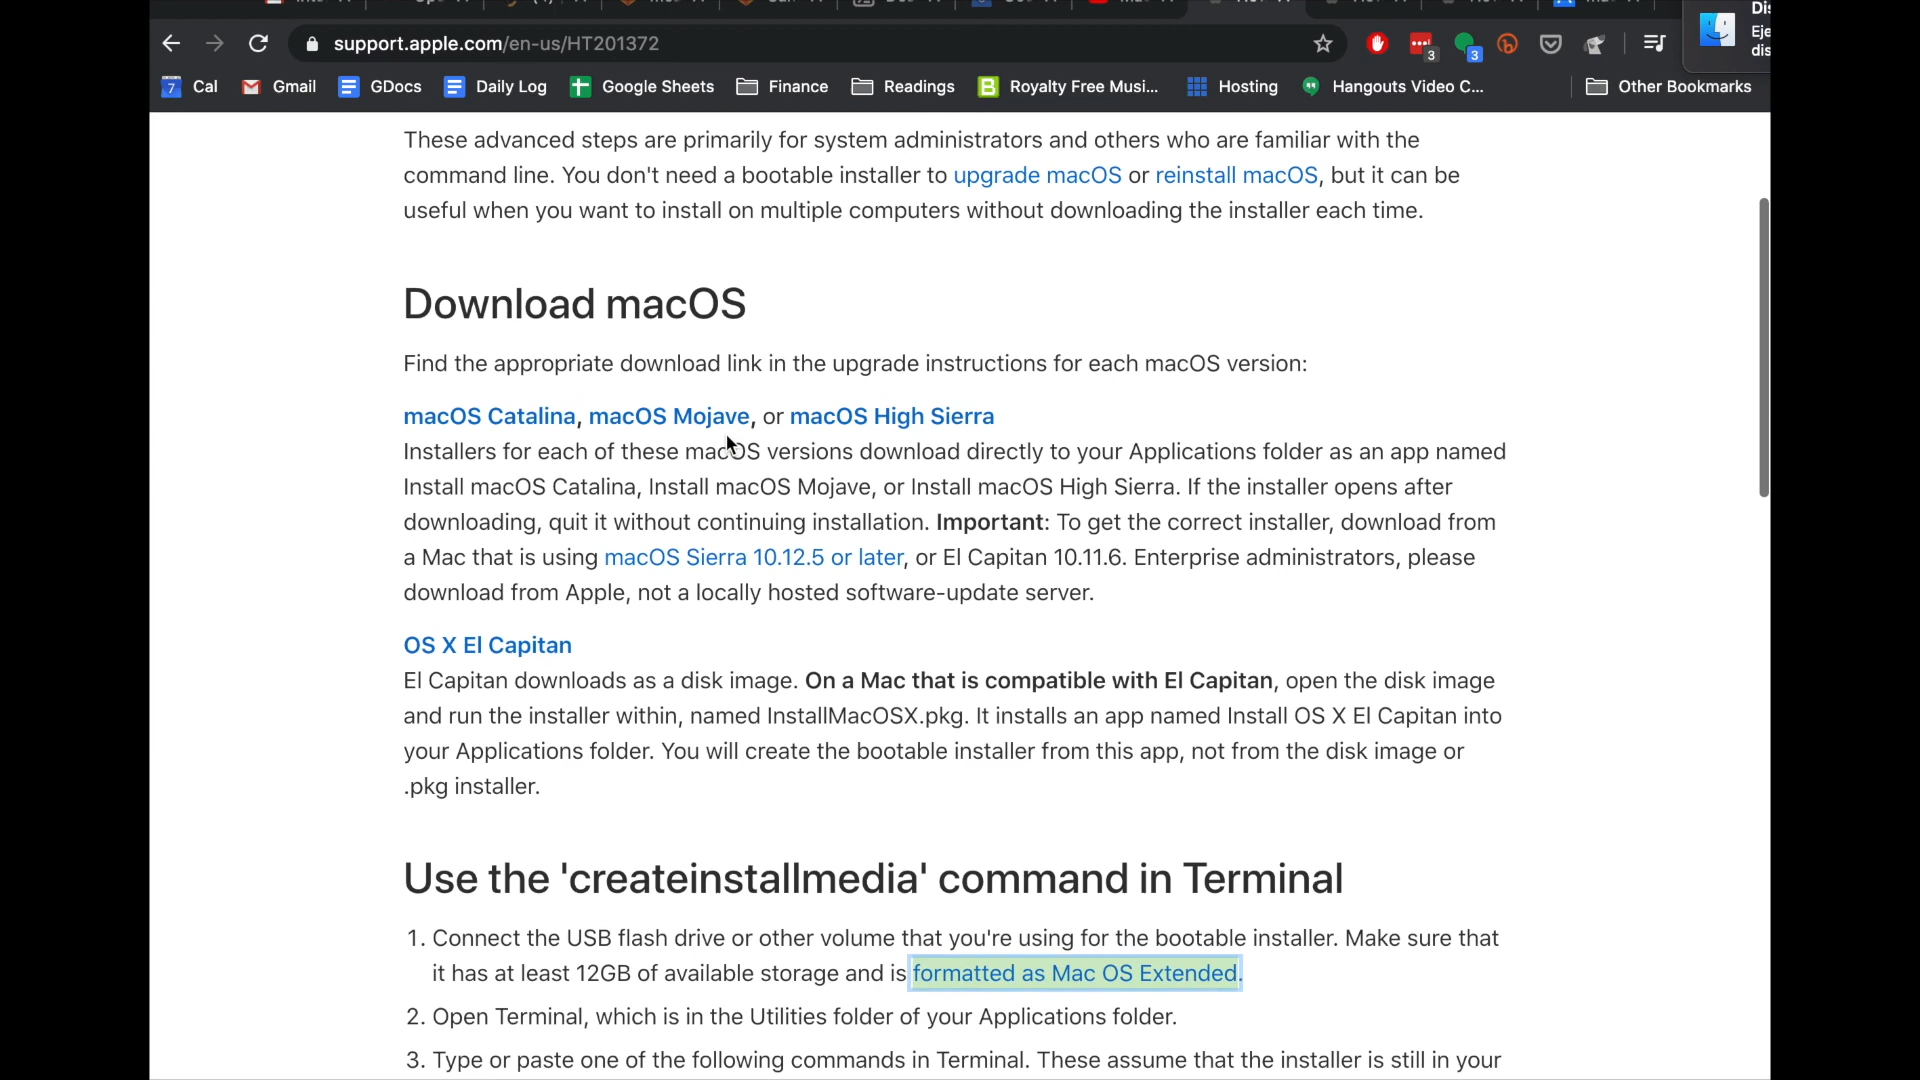 Dis
support.apple.com/en-us/HT201372
3
3
Eje
dis
7 Cal Gmail GDocs Daily Log Google Sheets Finance Readings Royalty Free Musi... Hosting Hangouts Video C... Other Bookmarks
These advanced steps are primarily for system administrators and others who are familiar with the
command line. You don't need a bootable installer to upgrade macOS or reinstall macOS, but it can be
useful when you want to install on multiple computers without downloading the installer each time.
Download macOS
Find the appropriate download link in the upgrade instructions for each macOS version:
macOS Catalina, macOS Mojave, or macOS High Sierra
Installers for each of these macOS versions download directly to your Applications folder as an app named
Install macOS Catalina, Install macOS Mojave, or Install macOS High Sierra. If the installer opens after
downloading, quit it without continuing installation. Important: To get the correct installer, download from
a Mac that is using macOS Sierra 10.12.5 or later, or El Capitan 10.11.6. Enterprise administrators, please
download from Apple, not a locally hosted software-update server.
OS X El Capitan
El Capitan downloads as a disk image. On a Mac that is compatible with El Capitan, open the disk image
and run the installer within, named InstallMacOSX.pkg. It installs an app named Install OS X El Capitan into
your Applications folder. You will create the bootable installer from this app, not from the disk image or
.pkg installer.
Use the 'createinstallmedia' command in Terminal
1. Connect the USB flash drive or other volume that you're using for the bootable installer. Make sure that
it has at least 12GB of available storage and is formatted as Mac OS Extended.
2. Open Terminal, which is in the Utilities folder of your Applications folder.
3. Type or paste one of the following commands in Terminal. These assume that the installer is still in your